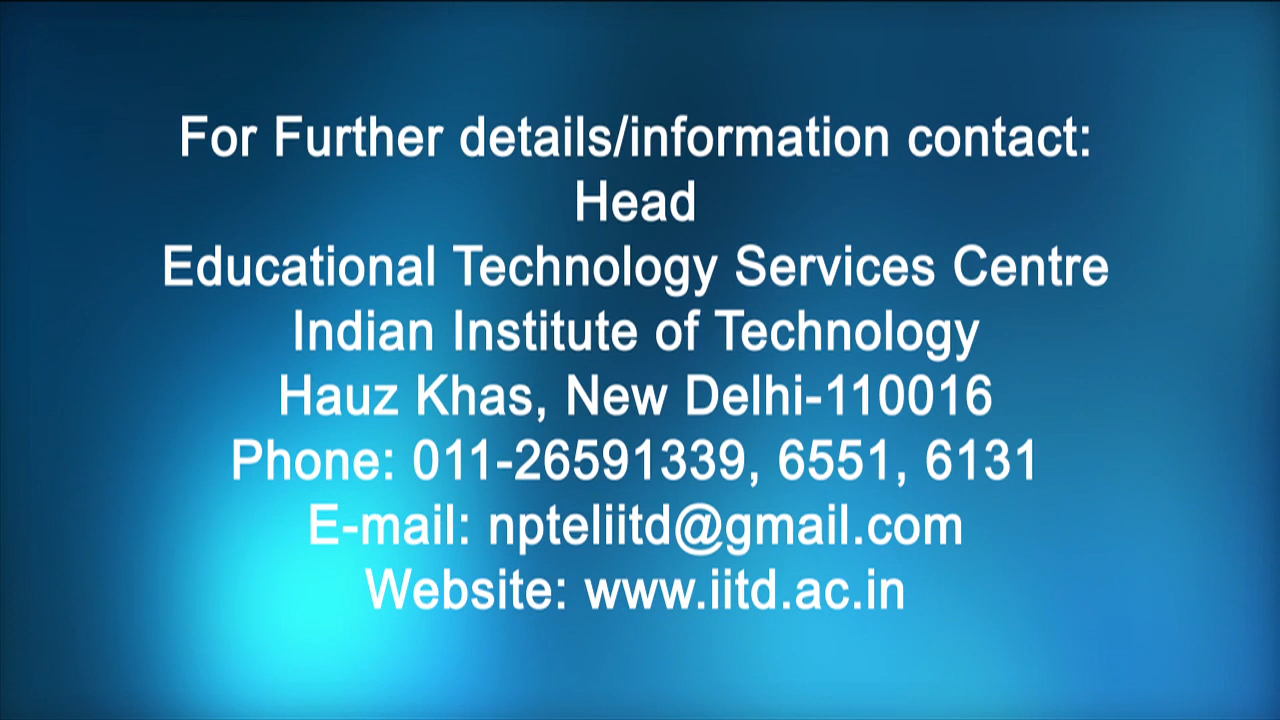 For Further details/information contact:
Head
Educational Technology Services Centre
Indian Institute of Technology
Hauz Khas, New Delhi-110016
Phone: 011-26591339, 6551, 6131
E-mail: npteliitd@gmail.com
Website: www.iitd.ac.in